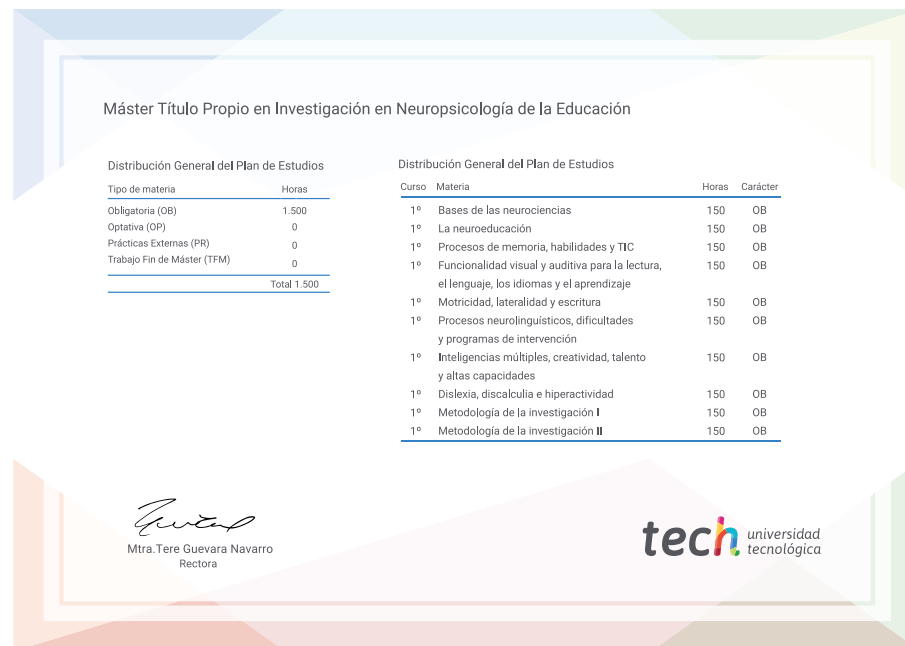 Máster Título Propio en Investigación en Neuropsicología de la Educación
Distribución General del Plan de Estudios
Tipo de materia Horas
Obligatoria (OB) 1.500
Optativa (OP) 0
Prácticas Externas (PR) 0
Trabajo Fin de Máster (TFM) 0
Total 1.500
Distribución General del Plan de Estudios
Curso Materia Horas Carácter
1º Bases de las neurociencias 150 OB
1º La neuroeducación 150 OB
1º Procesos de memoria, habilidades y TIC 150 OB
1º Funcionalidad visual y auditiva para la lectura, 150 OB
el lenguaje, los idiomas y el aprendizaje
1º Motricidad, lateralidad y escritura 150 OB
1º Procesos neurolinguísticos, dificultades 150 OB
y programas de intervención
1º Inteligencias múltiples, creatividad, talento 150 OB
y altas capacidades
1º Dislexia, discalculia e hiperactividad 150 OB
1º Metodología de la investigación I 150 OB
1º Metodología de la investigación II 150 OB
Mtra.Tere Guevara Navarro
Rectora
tech universidad
tecnológica